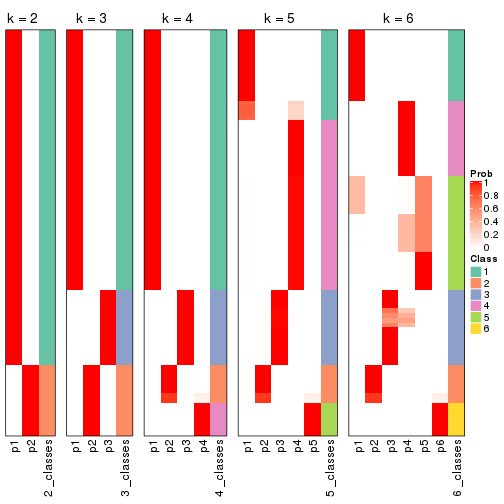 k = 2
k = 3
k = 4
k = 5
k = 6
Prob
1
0.8
0.6
0.4
0.2
0
Class
1
2
3
4
5
6
p1
p2
2_classes
p1
p2
p3
3_classes
p1
p2
p3
p4
4_classes
p1
p2
p3
p4
p5
5_classes
p1
p2
p3
p4
p5
p6
6_classes